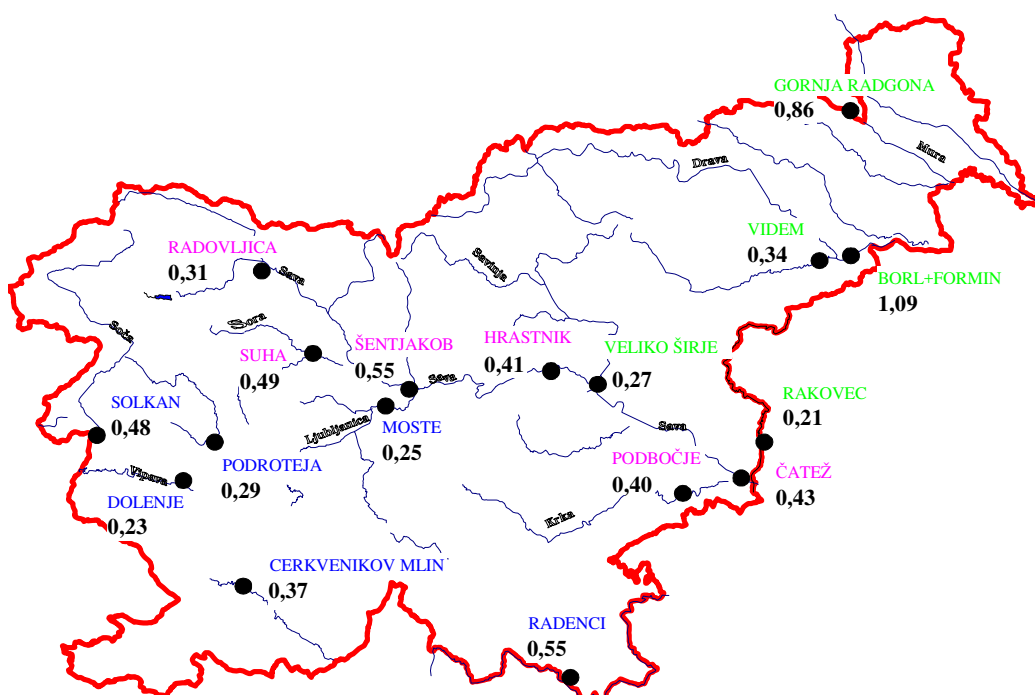 GORNJA RADGONA
0,86
Mura
Drava
VIDEM
0,34
BORL+FORMIN
1,09
RADOVLJICA
0,31
Sava
Savinja
Soča
Sora
SUHA
0,49
ŠENTJAKOB
0,55
Sava
HRASTNIK
0,41
VELIKO ŠIRJE
0,27
RAKOVEC
0,21
SOLKAN
0,48
Ljubljanica
MOSTE
0,25
Sava
PODROTEJA
0,29
Vipava
DOLENJE
0,23
PODBOČJE
0,40
ČATEŽ
0,43
Krka
CERKVENIKOV MLIN
0,37
RADENCI
0,55